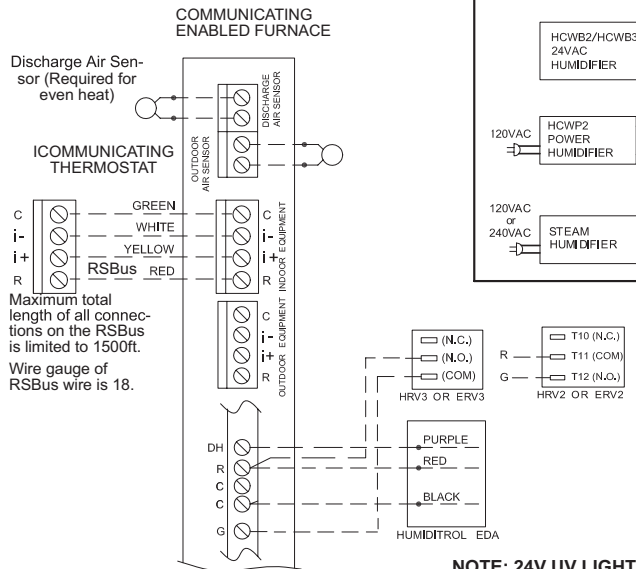 COMMUNICATING
ENABLED FURNACE
Discharge Air Sen-
sor (Required for
even heat)
DISCHARGE
AIR SENSOR
OUTDOOR
AIR SENSOR
ICOMMUNICATING
THERMOSTAT
C
GREEN
C
i-
WHITE
i-
i+
YELLOW
i+
R
RSBus
RED
R
INDOOR EQUIPMENT
Maximum total
length of all connec-
tions on the RSBus
is limited to 1500ft.
Wire gauge of
RSBus wire is 18.
C
i-
i+
R
OUTDOOR EQUIPMENT
DH
R
C
C
G
(N.C.)
(N.O.)
(COM)
HRV3 OR ERV3
T10 (N.C.)
R
T11 (COM)
G
T12 (N.O.)
HRV2 OR ERV2
PURPLE
RED
BLACK
HUMIDITROL EDA
HCWB2/HCWB3
24VAC
HUMIDIFIER
120VAC
HCWP2
POWER
HUMIDIFIER
120VAC
or
240VAC
STEAM
HUMIDIFIER
NOTE: 24V UV LIGHT